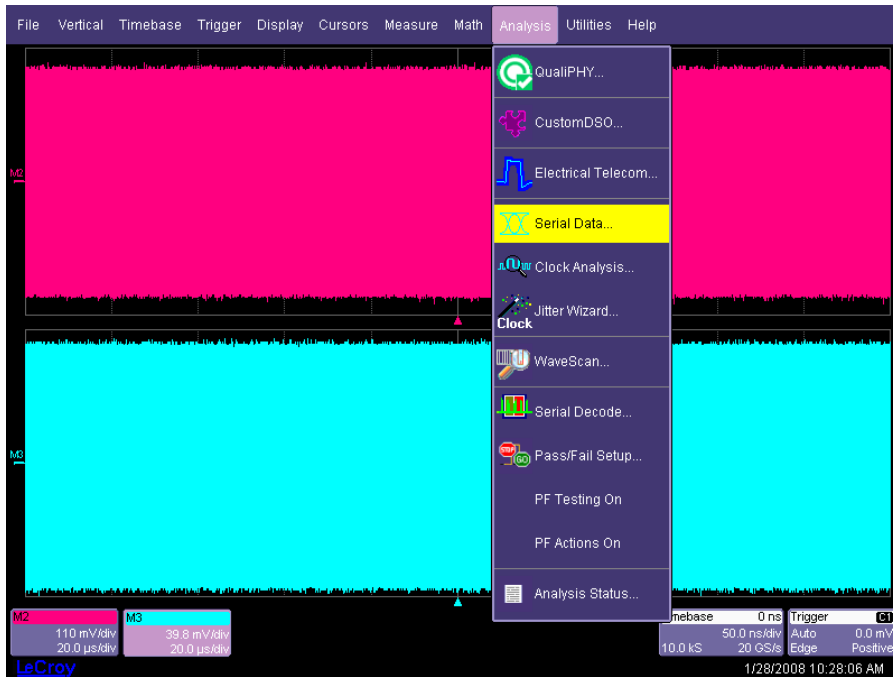 File Vertical Timebase Trigger Display Cursors Measure Math Analysis Utilities Help
QualiPHY...
CustomDSO...
Electrical Telecom...
Serial Data...
Clock Analysis...
Clock
Jitter Wizard...
WaveScan...
Serial Decode...
STOP
GO
Pass/Fail Setup...
PF Testing On
PF Actions On
Analysis Status...
M2
M3
M2
110 mV/div
20.0 µs/div
M3
39.8 mV/div
20.0 µs/div
mebase 0 ns
50.0 ns/div
10.0 kS 20 GS/s
Trigger C1
Auto 0.0 mV
Edge Positive
LeCroy
1/28/2008 10:28:06 AM